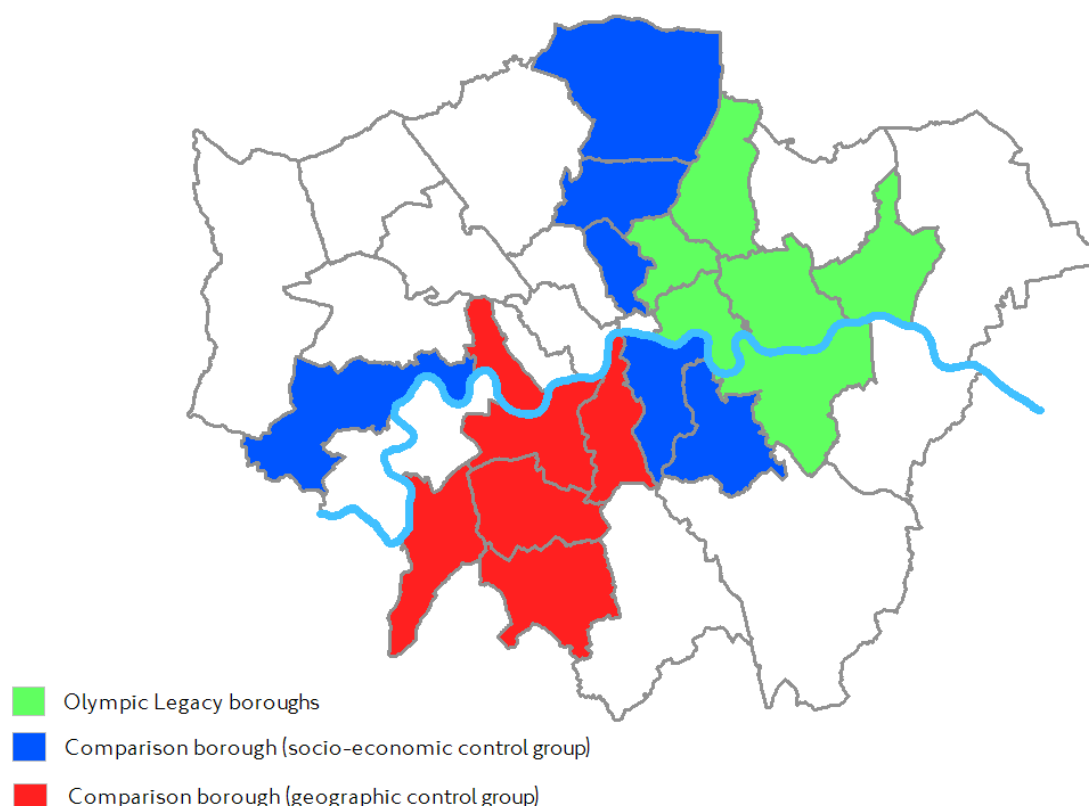 Olympic Legacy boroughs
Comparison borough (socio-economic control group)
Comparison borough (geographic control group)